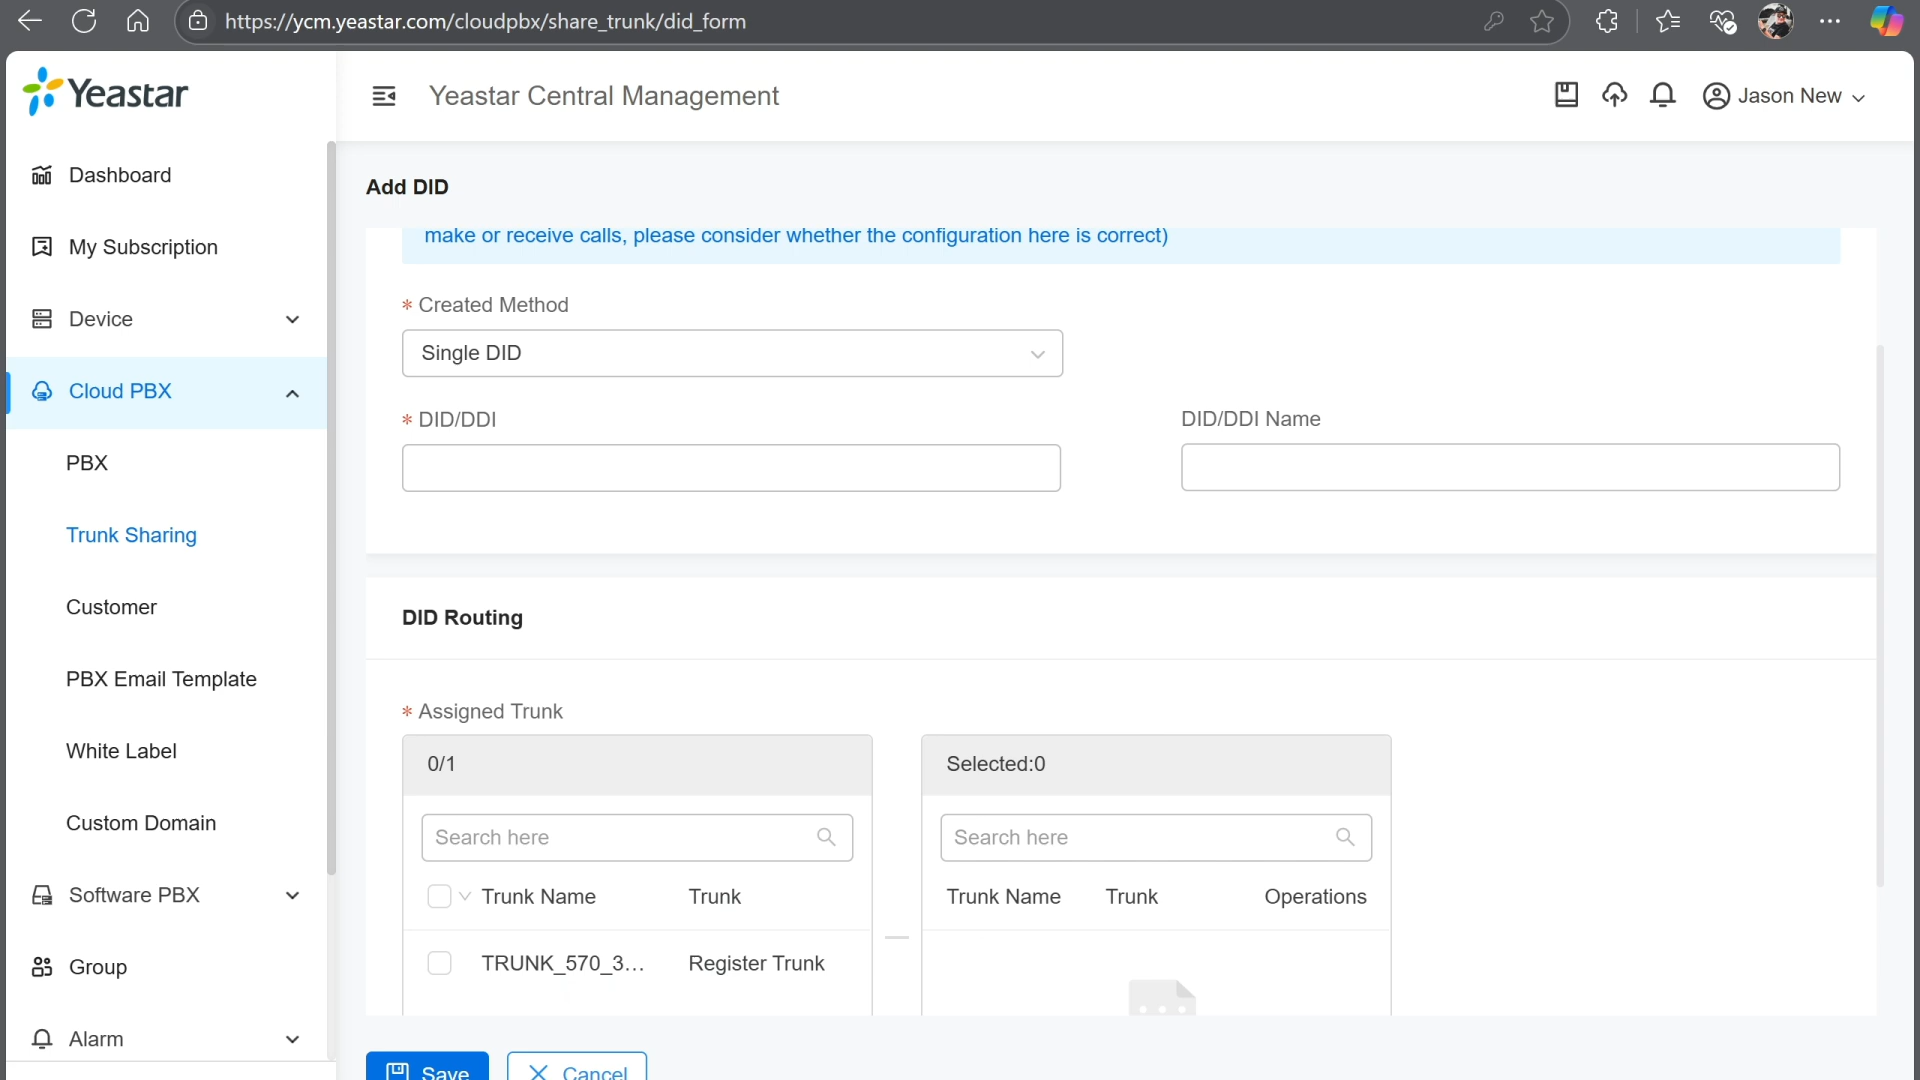 https://ycm.yeastar.com/cloudpbx/share_trunk/did_form
Yeastar
Yeastar Central Management
Jason New
Dashboard
My Subscription
Device
Cloud PBX
PBX
Trunk Sharing
Customer
PBX Email Template
White Label
Custom Domain
Software PBX
Group
Alarm
Add DID
make or receive calls, please consider whether the configuration here is correct)
* Created Method
Single DID
* DID/DDI
DID/DDI Name
DID Routing
* Assigned Trunk
0/1
Selected:0
Search here
Search here
Trunk Name Trunk
Trunk Name Trunk Operations
TRUNK_570_3... Register Trunk
Save
Cancel